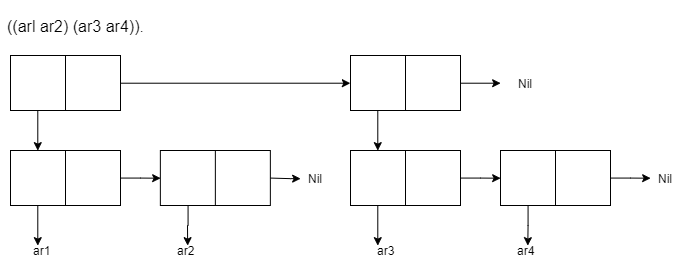 ((arl ar2) (ar3 ar4)).
Nil
Nil
Nil
ar1
ar2
ar3
ar4